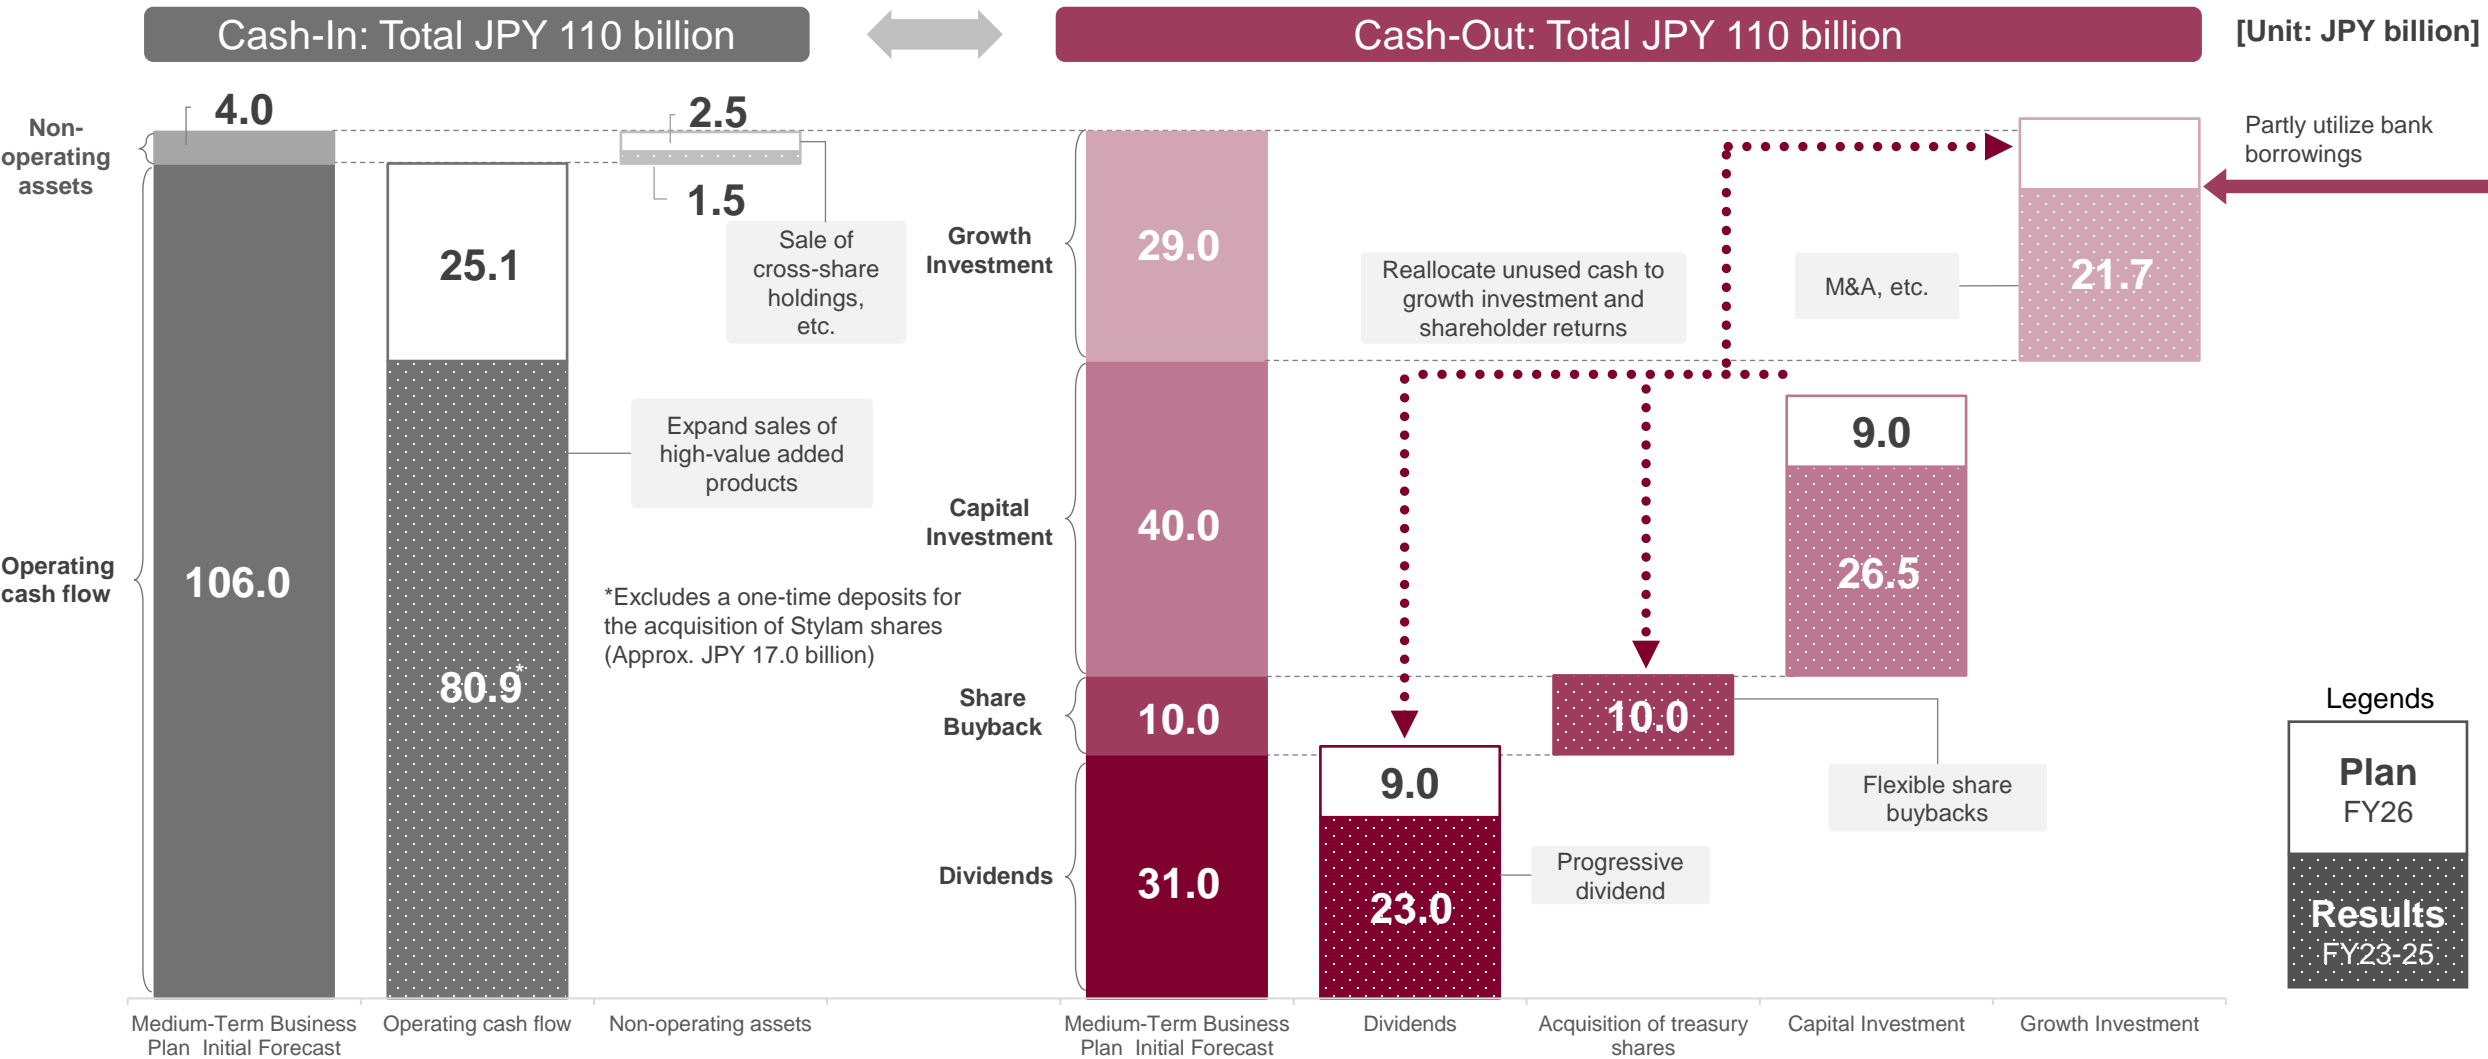 Cash-In: Total JPY 110 billion
Cash-Out: Total JPY 110 billion
[Unit: JPY billion]
Non-
operating
assets
4.0
2.5
1.5
Sale of
cross-share
holdings,
etc.
25.1
Expand sales of
high-value added
products
Operating
cash flow
106.0
80.9*
*Excludes a one-time deposits for
the acquisition of Stylam shares
(Approx. JPY 17.0 billion)
Growth
Investment
29.0
Capital
Investment
40.0
Share
Buyback
10.0
Dividends
31.0
Reallocate unused cash to
growth investment and
shareholder returns
M&A, etc.
21.7
Partly utilize bank
borrowings
9.0
26.5
10.0
Flexible share
buybacks
9.0
23.0
Progressive
dividend
Legends
Plan
FY26
Results
FY23-25
Medium-Term Business
Plan Initial Forecast
Operating cash flow
Non-operating assets
Medium-Term Business
Plan Initial Forecast
Dividends
Acquisition of treasury
shares
Capital Investment
Growth Investment